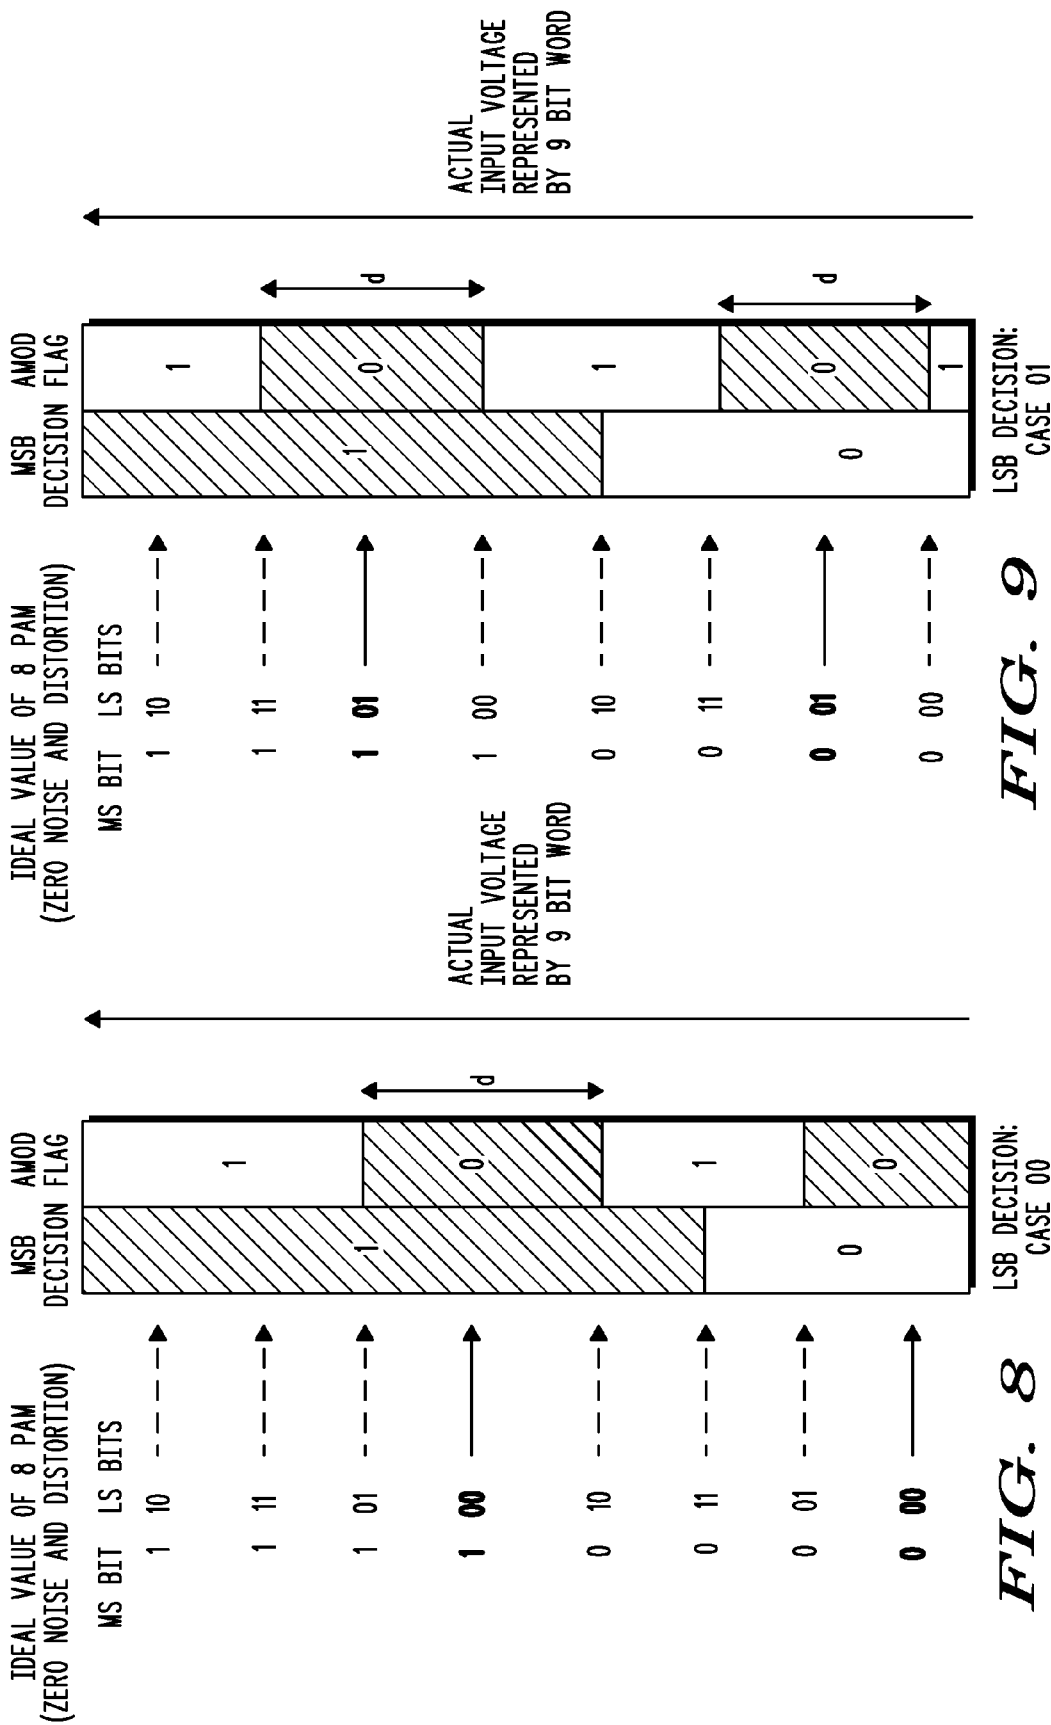 IDEAL VALUE OF 8 PAM
(ZERO NOISE AND DISTORTION)
MS BIT LS BITS
1 10
1 11
1 01
1 00
0 10
0 11
0 01
0 00
MSB
DECISION
AMOD
FLAG
1
0
1
0
1
0
d
ACTUAL
INPUT VOLTAGE
REPRESENTED
BY 9 BIT WORD
LSB DECISION:
CASE 00
FIG. 8
IDEAL VALUE OF 8 PAM
(ZERO NOISE AND DISTORTION)
MS BIT LS BITS
1 10
1 11
1 01
1 00
0 10
0 11
0 01
0 00
MSB
DECISION
AMOD
FLAG
1
0
1
0
1
0
1
d
d
ACTUAL
INPUT VOLTAGE
REPRESENTED
BY 9 BIT WORD
LSB DECISION:
CASE 01
FIG. 9